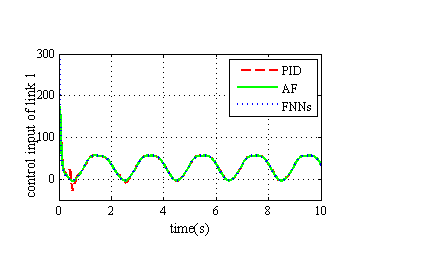 300
200
100
0
control input of link 1
PID
AF
FNNs
0 2 4 6 8 10
time(s)